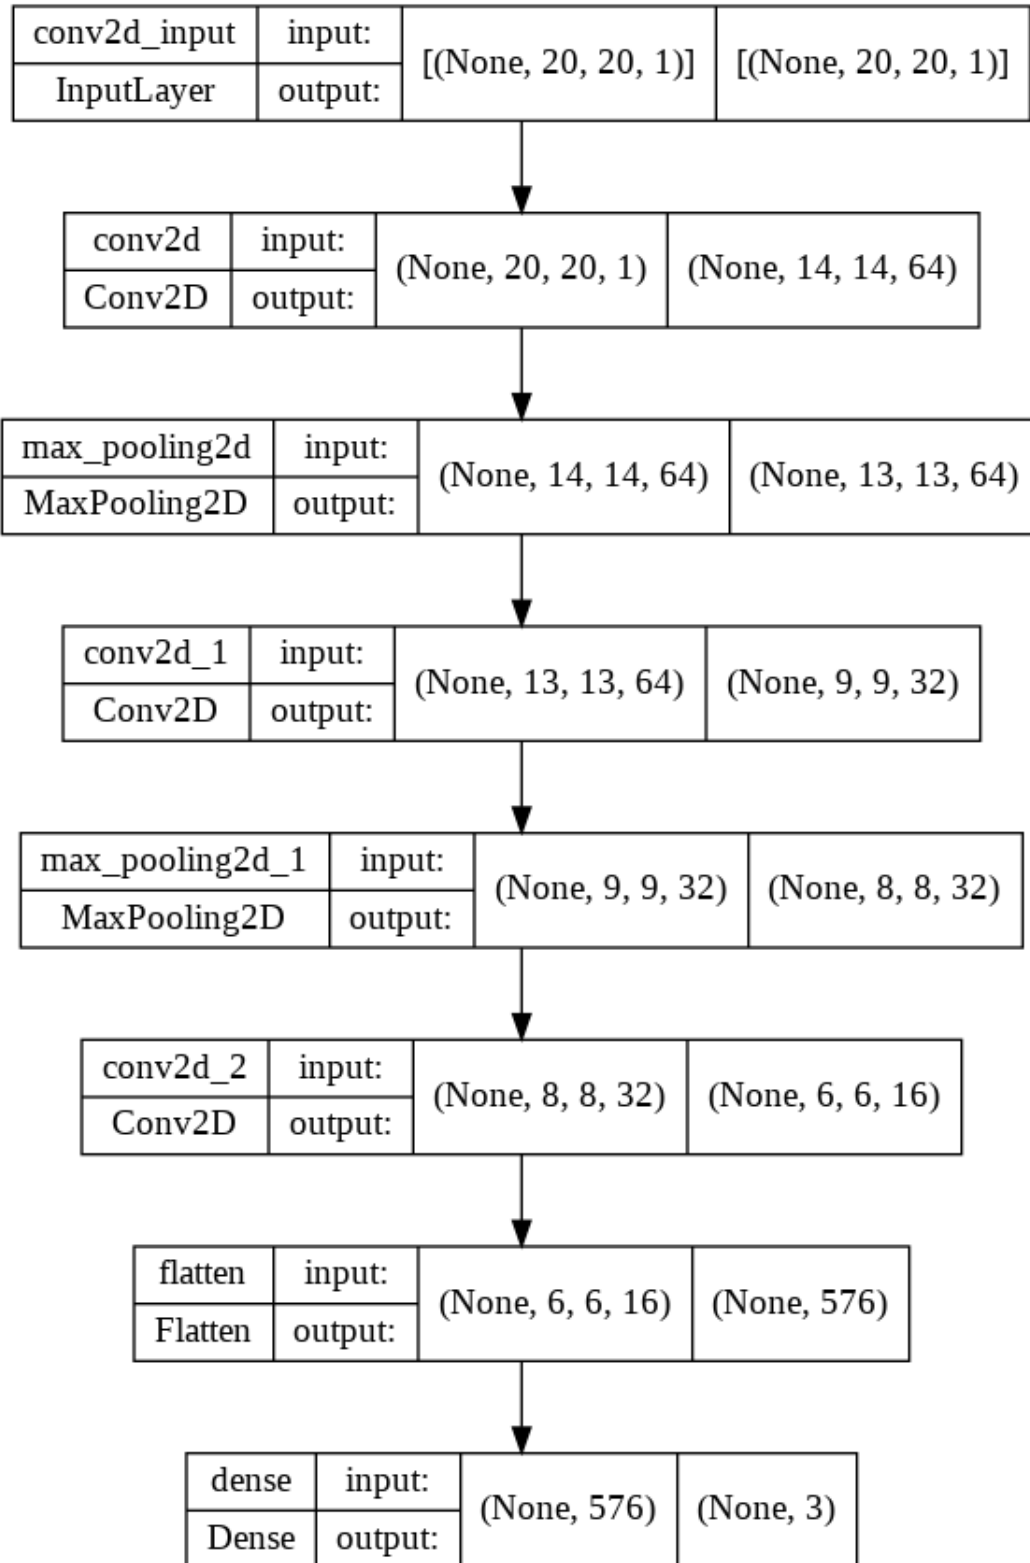 conv2d_input input: [(None, 20, 20, 1)] [(None, 20, 20, 1)]
InputLayer output:
conv2d input: (None, 20, 20, 1) (None, 14, 14, 64)
Conv2D output:
max_pooling2d input: (None, 14, 14, 64) (None, 13, 13, 64)
MaxPooling2D output:
conv2d_1 input: (None, 13, 13, 64) (None, 9, 9, 32)
Conv2D output:
max_pooling2d_1 input: (None, 9, 9, 32) (None, 8, 8, 32)
MaxPooling2D output:
conv2d_2 input: (None, 8, 8, 32) (None, 6, 6, 16)
Conv2D output:
flatten input: (None, 6, 6, 16) (None, 576)
Flatten output:
dense input: (None, 576) (None, 3)
Dense output: